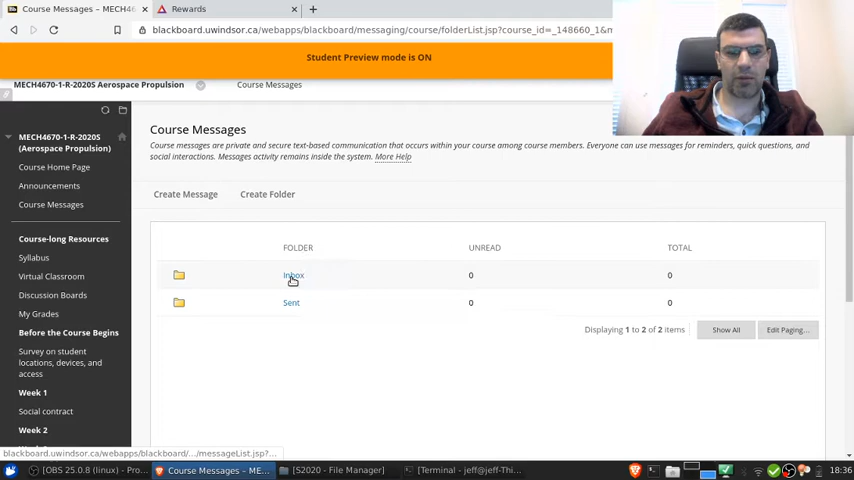 Course Messages – MECH4670-1
Rewards
blackboard.uwindsor.ca/webapps/blackboard/messaging/course/folderList.jsp?course_id=_148660_1&m
Student Preview mode is ON
MECH4670-1-R-2020S Aerospace Propulsion
Course Messages
MECH4670-1-R-2020S
(Aerospace Propulsion)
Course Home Page
Announcements
Course Messages
Course-long Resources
Syllabus
Virtual Classroom
Discussion Boards
My Grades
Before the Course Begins
Survey on student
locations, devices, and
access
Week 1
Social contract
Week 2
Course Messages
Course messages are private and secure text-based communication that occurs within your course among course members. Everyone can use messages for reminders, quick questions, and
social interactions. Messages activity remains inside the system. More Help
Create Message
Create Folder
FOLDER UNREAD TOTAL
Inbox 0 0
Sent 0 0
Displaying 1 to 2 of 2 items
Show All
Edit Paging...
blackboard.uwindsor.ca/webapps/blackboard/.../messageList.jsp?...
[OBS 25.0.8 (linux) - Pro...
Course Messages – ME...
[S2020 - File Manager]
[Terminal - jeff@jeff-Thi...
18:36